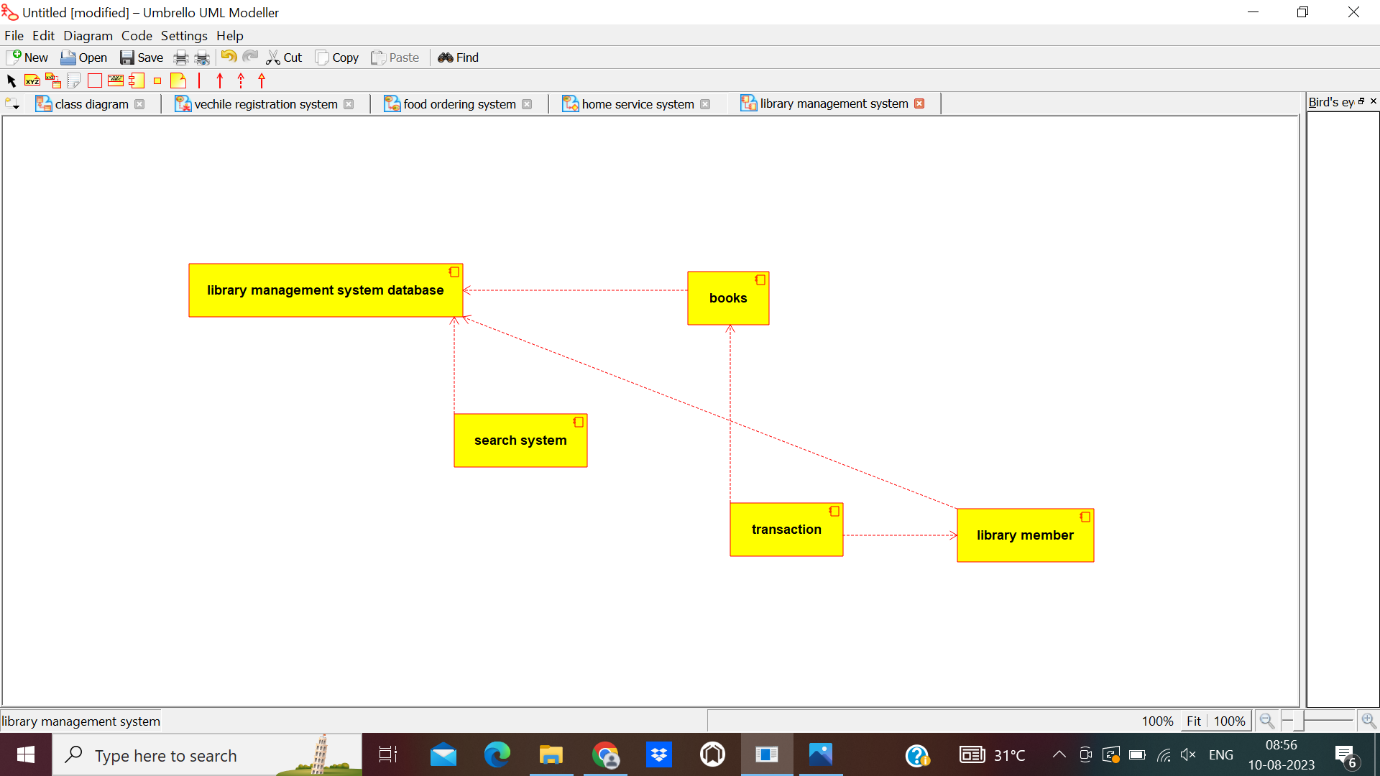 Untitled [modified] – Umbrello UML Modeller
File Edit Diagram Code Settings Help
New Open Save Cut Copy Paste Find
class diagram vechile registration system food ordering system home service system library management system Bird's ey
library management system database
books
search system
transaction
library member
library management system 100% Fit 100%
Type here to search 31°C ENG 08:56
10-08-2023 6